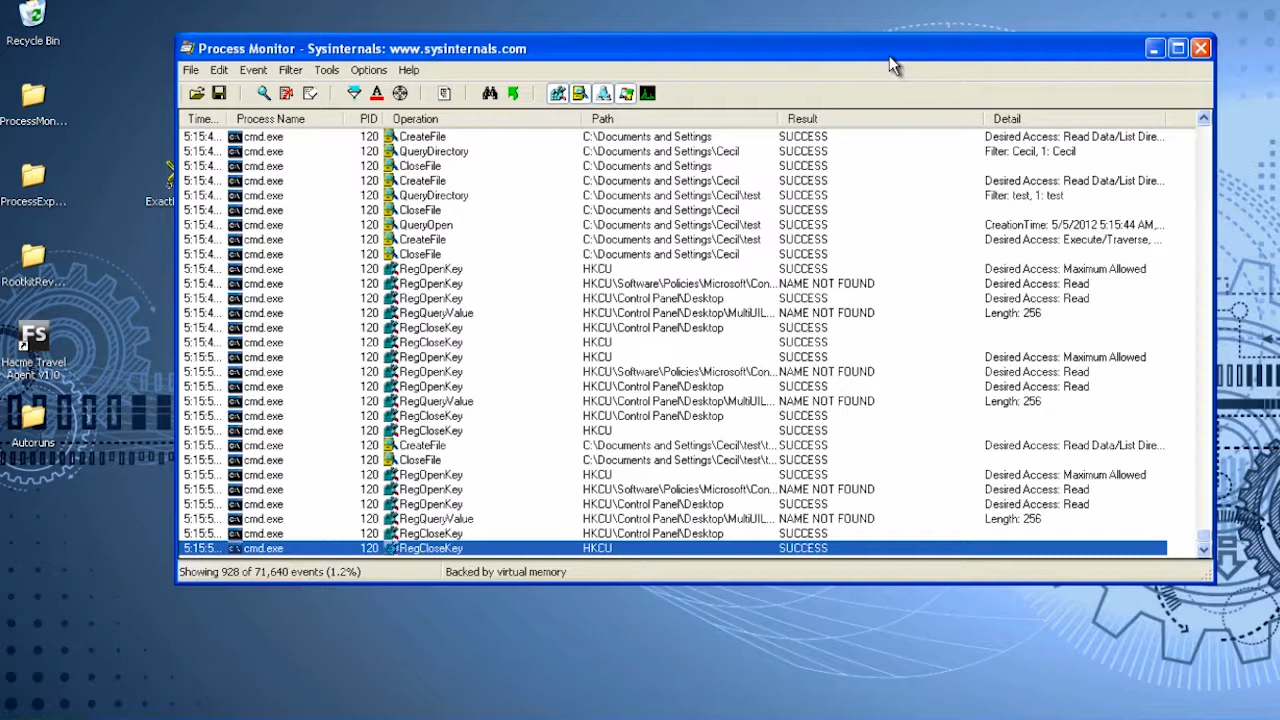 Recycle Bin
ProcessMon...
ProcessExp...
RootkitRev...
FS
Hacme Travel
Agent v1.0
Autoruns
Process Monitor - Sysinternals: www.sysinternals.com
File Edit Event Filter Tools Options Help
Time... Process Name PID Operation Path Result Detail
5:15:4... cmd.exe 120 CreateFile C:\Documents and Settings SUCCESS Desired Access: Read Data/List Dire...
5:15:4... cmd.exe 120 QueryDirectory C:\Documents and Settings\Cecil SUCCESS Filter: Cecil, 1: Cecil
5:15:4... cmd.exe 120 CloseFile C:\Documents and Settings SUCCESS
5:15:4... cmd.exe 120 CreateFile C:\Documents and Settings\Cecil SUCCESS Desired Access: Read Data/List Dire...
5:15:4... cmd.exe 120 QueryDirectory C:\Documents and Settings\Cecil\test SUCCESS Filter: test, 1: test
5:15:4... cmd.exe 120 CloseFile C:\Documents and Settings\Cecil SUCCESS
5:15:4... cmd.exe 120 QueryOpen C:\Documents and Settings\Cecil\test SUCCESS CreationTime: 5/5/2012 5:15:44 AM,...
5:15:4... cmd.exe 120 CreateFile C:\Documents and Settings\Cecil\test SUCCESS Desired Access: Execute/Traverse, ...
5:15:4... cmd.exe 120 CloseFile C:\Documents and Settings\Cecil\test SUCCESS
5:15:4... cmd.exe 120 RegOpenKey HKCU SUCCESS Desired Access: Maximum Allowed
5:15:4... cmd.exe 120 RegOpenKey HKCU\Software\Policies\Microsoft\Con... NAME NOT FOUND Desired Access: Read
5:15:4... cmd.exe 120 RegOpenKey HKCU\Control Panel\Desktop SUCCESS Desired Access: Read
5:15:4... cmd.exe 120 RegQueryValue HKCU\Control Panel\Desktop\MultiUIL... NAME NOT FOUND Length: 256
5:15:4... cmd.exe 120 RegCloseKey HKCU\Control Panel\Desktop SUCCESS
5:15:4... cmd.exe 120 RegCloseKey HKCU SUCCESS
5:15:5... cmd.exe 120 RegOpenKey HKCU SUCCESS Desired Access: Maximum Allowed
5:15:5... cmd.exe 120 RegOpenKey HKCU\Software\Policies\Microsoft\Con... NAME NOT FOUND Desired Access: Read
5:15:5... cmd.exe 120 RegOpenKey HKCU\Control Panel\Desktop SUCCESS Desired Access: Read
5:15:5... cmd.exe 120 RegQueryValue HKCU\Control Panel\Desktop\MultiUIL... NAME NOT FOUND Length: 256
5:15:5... cmd.exe 120 RegCloseKey HKCU\Control Panel\Desktop SUCCESS
5:15:5... cmd.exe 120 RegCloseKey HKCU SUCCESS
5:15:5... cmd.exe 120 CreateFile C:\Documents and Settings\Cecil\test\t... SUCCESS Desired Access: Read Data/List Dire...
5:15:5... cmd.exe 120 CloseFile C:\Documents and Settings\Cecil\test\t... SUCCESS
5:15:5... cmd.exe 120 RegOpenKey HKCU SUCCESS Desired Access: Maximum Allowed
5:15:5... cmd.exe 120 RegOpenKey HKCU\Software\Policies\Microsoft\Con... NAME NOT FOUND Desired Access: Read
5:15:5... cmd.exe 120 RegOpenKey HKCU\Control Panel\Desktop SUCCESS Desired Access: Read
5:15:5... cmd.exe 120 RegQueryValue HKCU\Control Panel\Desktop\MultiUIL... NAME NOT FOUND Length: 256
5:15:5... cmd.exe 120 RegCloseKey HKCU\Control Panel\Desktop SUCCESS
5:15:5... cmd.exe 120 RegCloseKey HKCU SUCCESS
Showing 928 of 71,640 events (1.2%) Backed by virtual memory